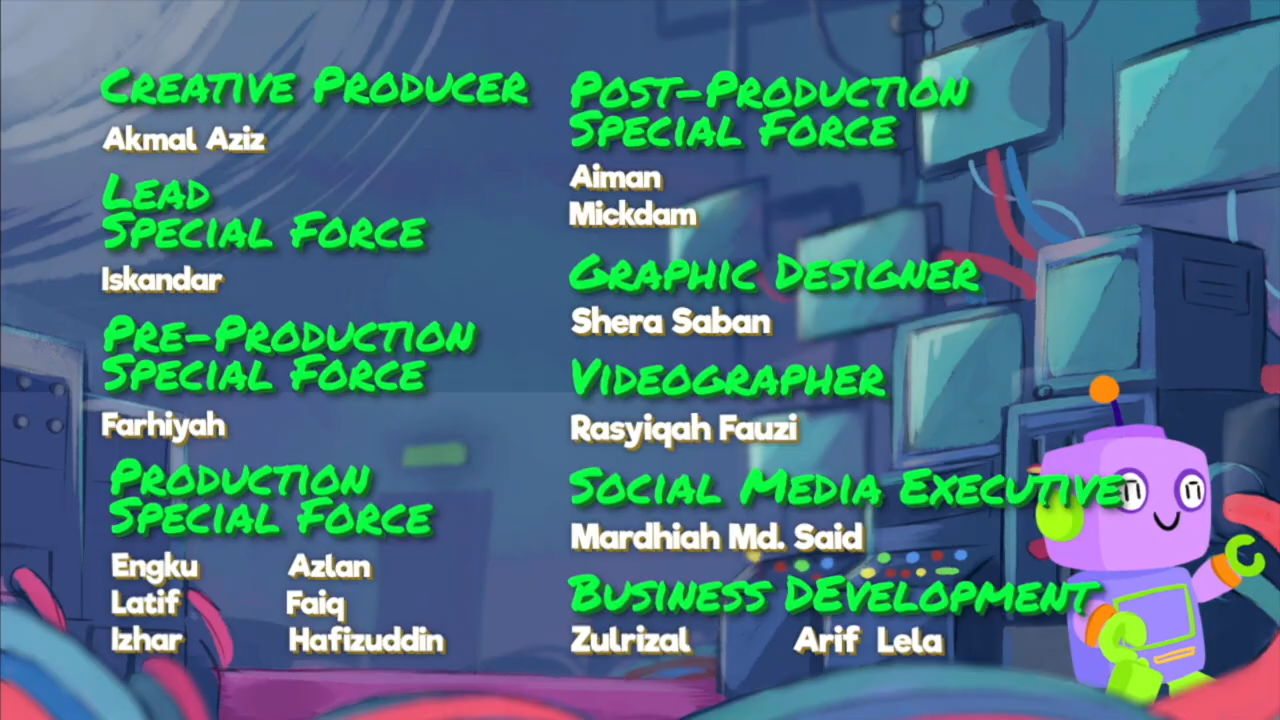 CREATIVE PRODUCER
Akmal Aziz
LEAD
SPECIAL FORCE
Iskandar
PRE-PRODUCTION
SPECIAL FORCE
Farhiyah
PRODUCTION
SPECIAL FORCE
Engku Azlan
Latif Faiq
Izhar Hafizuddin
POST-PRODUCTION
SPECIAL FORCE
Aiman
Mickdam
GRAPHIC DESIGNER
Shera Saban
VIDEOGRAPHER
Rasyiqah Fauzi
SOCIAL MEDIA EXECUTIVE
Mardhiah Md. Said
BUSINESS DEVELOPMENT
Zulrizal Arif Lela